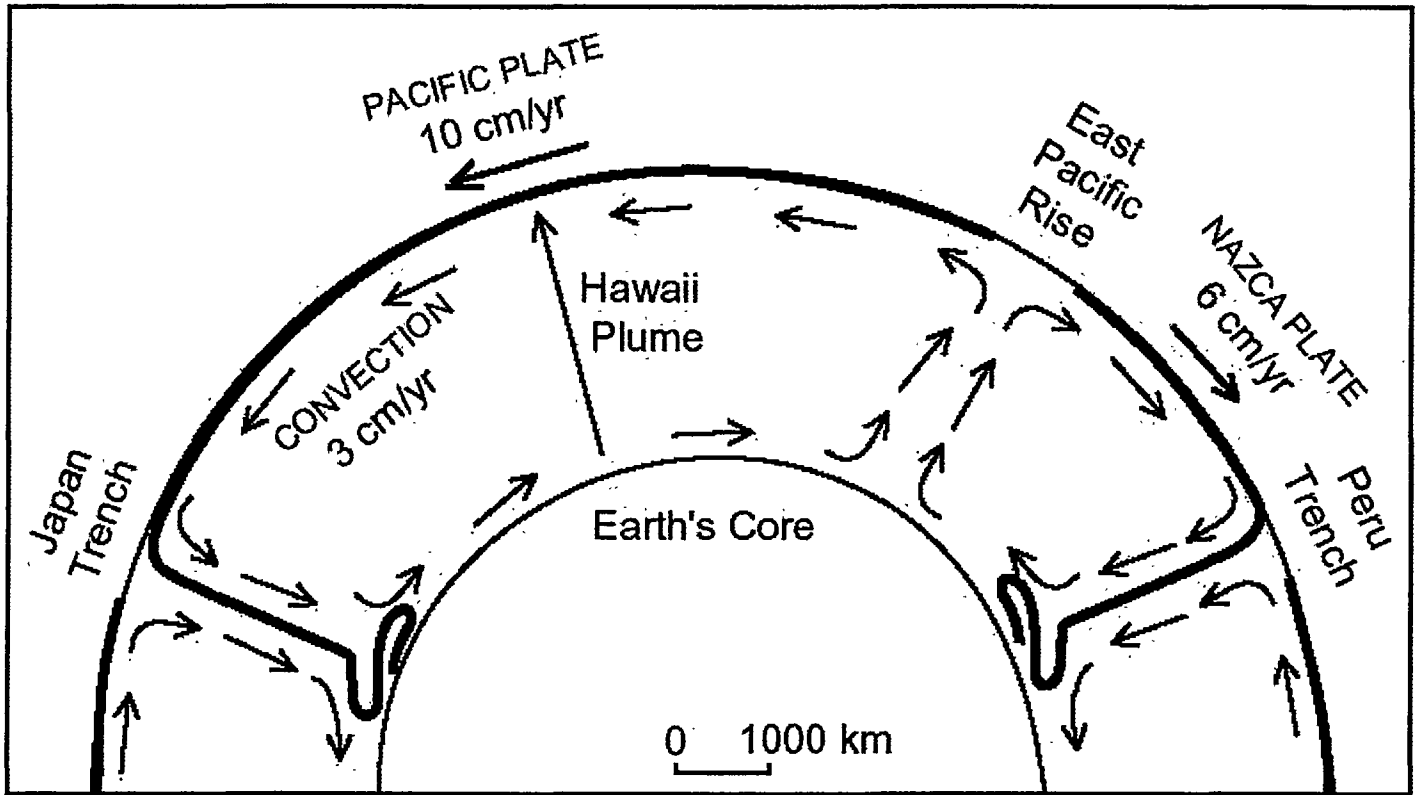 PACIFIC PLATE
10 cm/yr
East
Pacific
Rise
NAZCA PLATE
6 cm/yr
Hawaii
Plume
CONVECTION
3 cm/yr
Japan
Trench
Earth's Core
Peru
Trench
0 1000 km